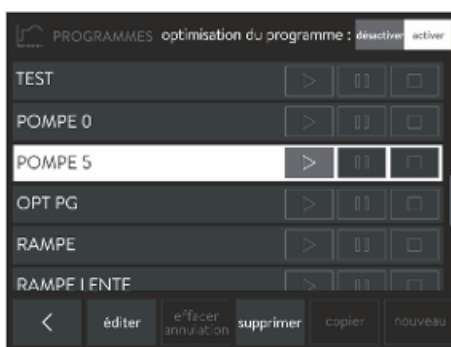 PROGRAMMES optimisation du programme : désactiver activer
TEST
POMPE 0
POMPE 5
OPT PG
RAMPE
RAMPE LENTE
éditer effacer annulation supprimer copier nouveau